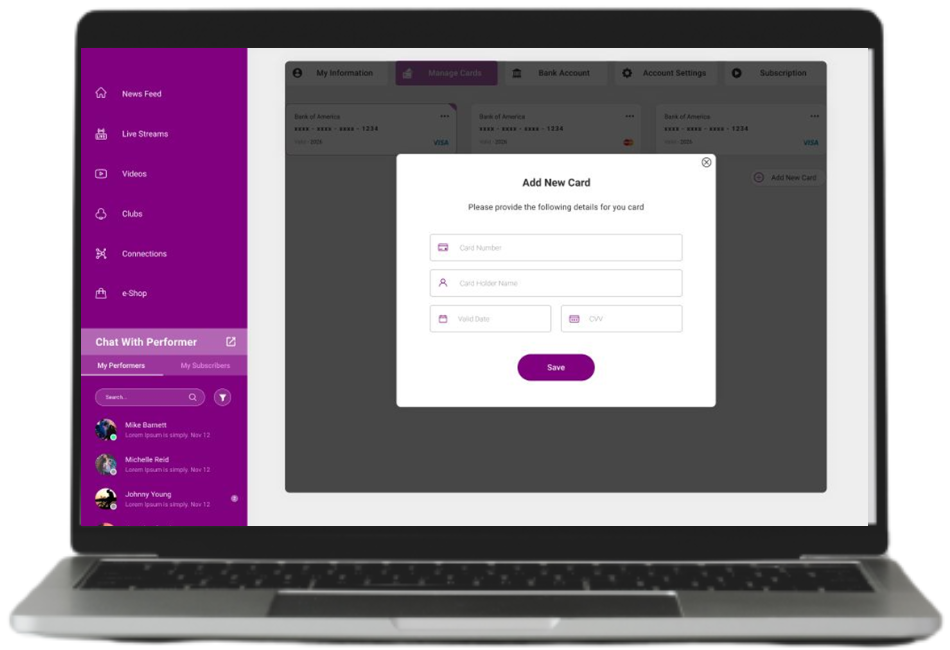 News Feed
Live Streams
Videos
Clubs
Connections
e-Shop
Chat With Performer
My Performers My Subscribers
Search..
Mike Barnett
Lorem Ipsum is simply. Nov 12
Michelle Reid
Lorem Ipsum is simply. Nov 12
Johnny Young
Lorem Ipsum is simply. Nov 12
My Information Manage Cards Bank Account Account Settings Subscription
Bank of America Bank of America Bank of America
xxxx - xxxx - xxxx - 1234 xxxx - xxxx - xxxx - 1234 xxxx - xxxx - xxxx - 1234
2026 VISA 2026 2026 VISA
Add New Card
Add New Card
Please provide the following details for you card
Card Number
Card Holder Name
Valid Date CVV
Save